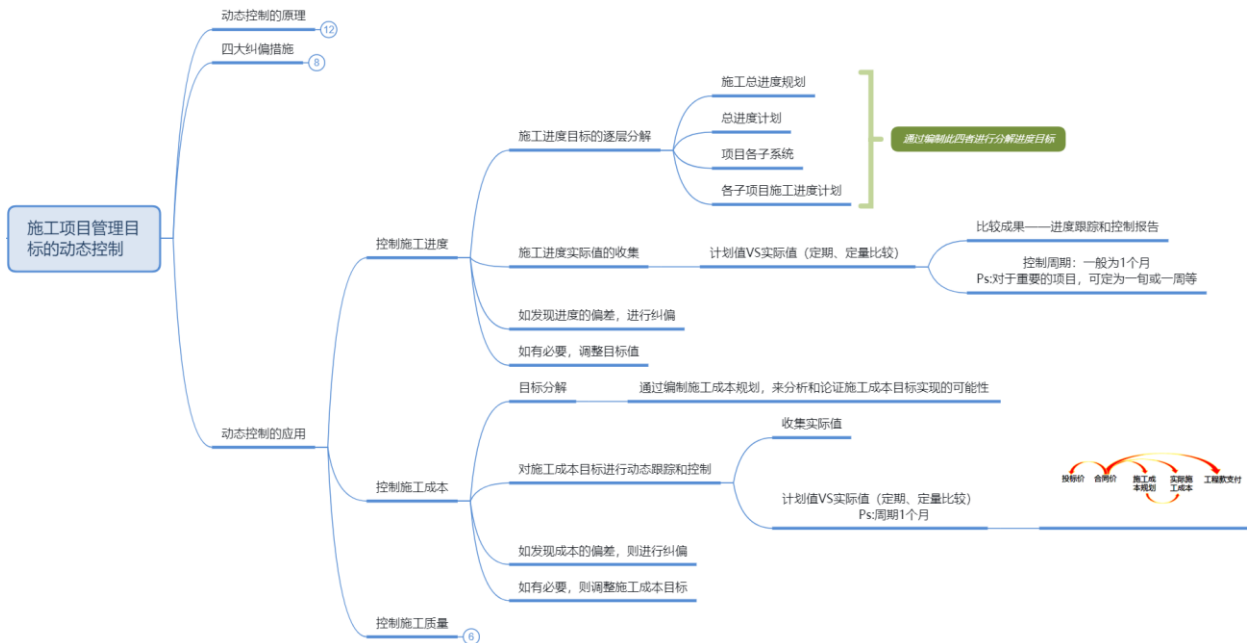 施工项目管理目
标的动态控制
动态控制的原理
12
四大纠偏措施
8
动态控制的应用
控制施工进度
施工进度目标的逐层分解
施工总进度规划
总进度计划
项目各子系统
各子项目施工进度计划
通过编制此四者进行分解进度目标
施工进度实际值的收集
计划值VS实际值（定期、定量比较）
比较成果——进度跟踪和控制报告
控制周期：一般为1个月
Ps:对于重要的项目，可定为一旬或一周等
如发现进度的偏差，进行纠偏
如有必要，调整目标值
控制施工成本
目标分解
通过编制施工成本规划，来分析和论证施工成本目标实现的可能性
对施工成本目标进行动态跟踪和控制
收集实际值
计划值VS实际值（定期、定量比较）
Ps:周期1个月
投标价
合同价
施工成
本规划
实际施
工成本
工程款支付
如发现成本的偏差，则进行纠偏
如有必要，则调整施工成本目标
控制施工质量
6